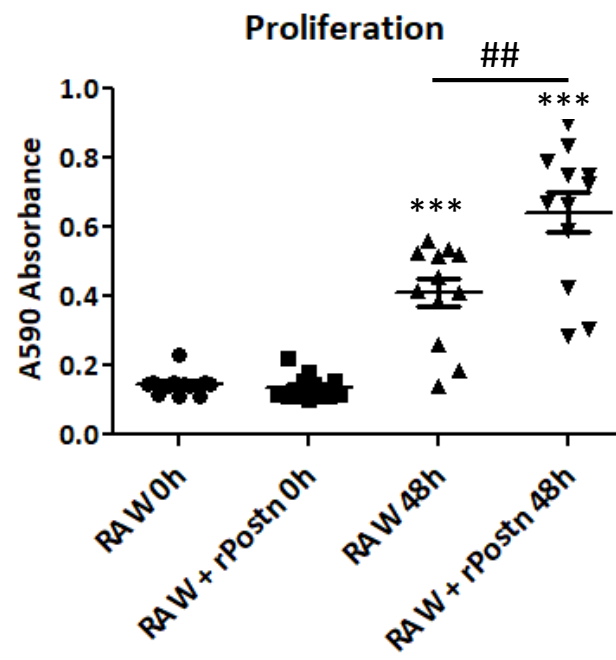 Proliferation
##
***
***
A590 Absorbance
1.0
0.8
0.6
0.4
0.2
0.0
RAW 0h
RAW + rPostn 0h
RAW 48h
RAW + rPostn 48h